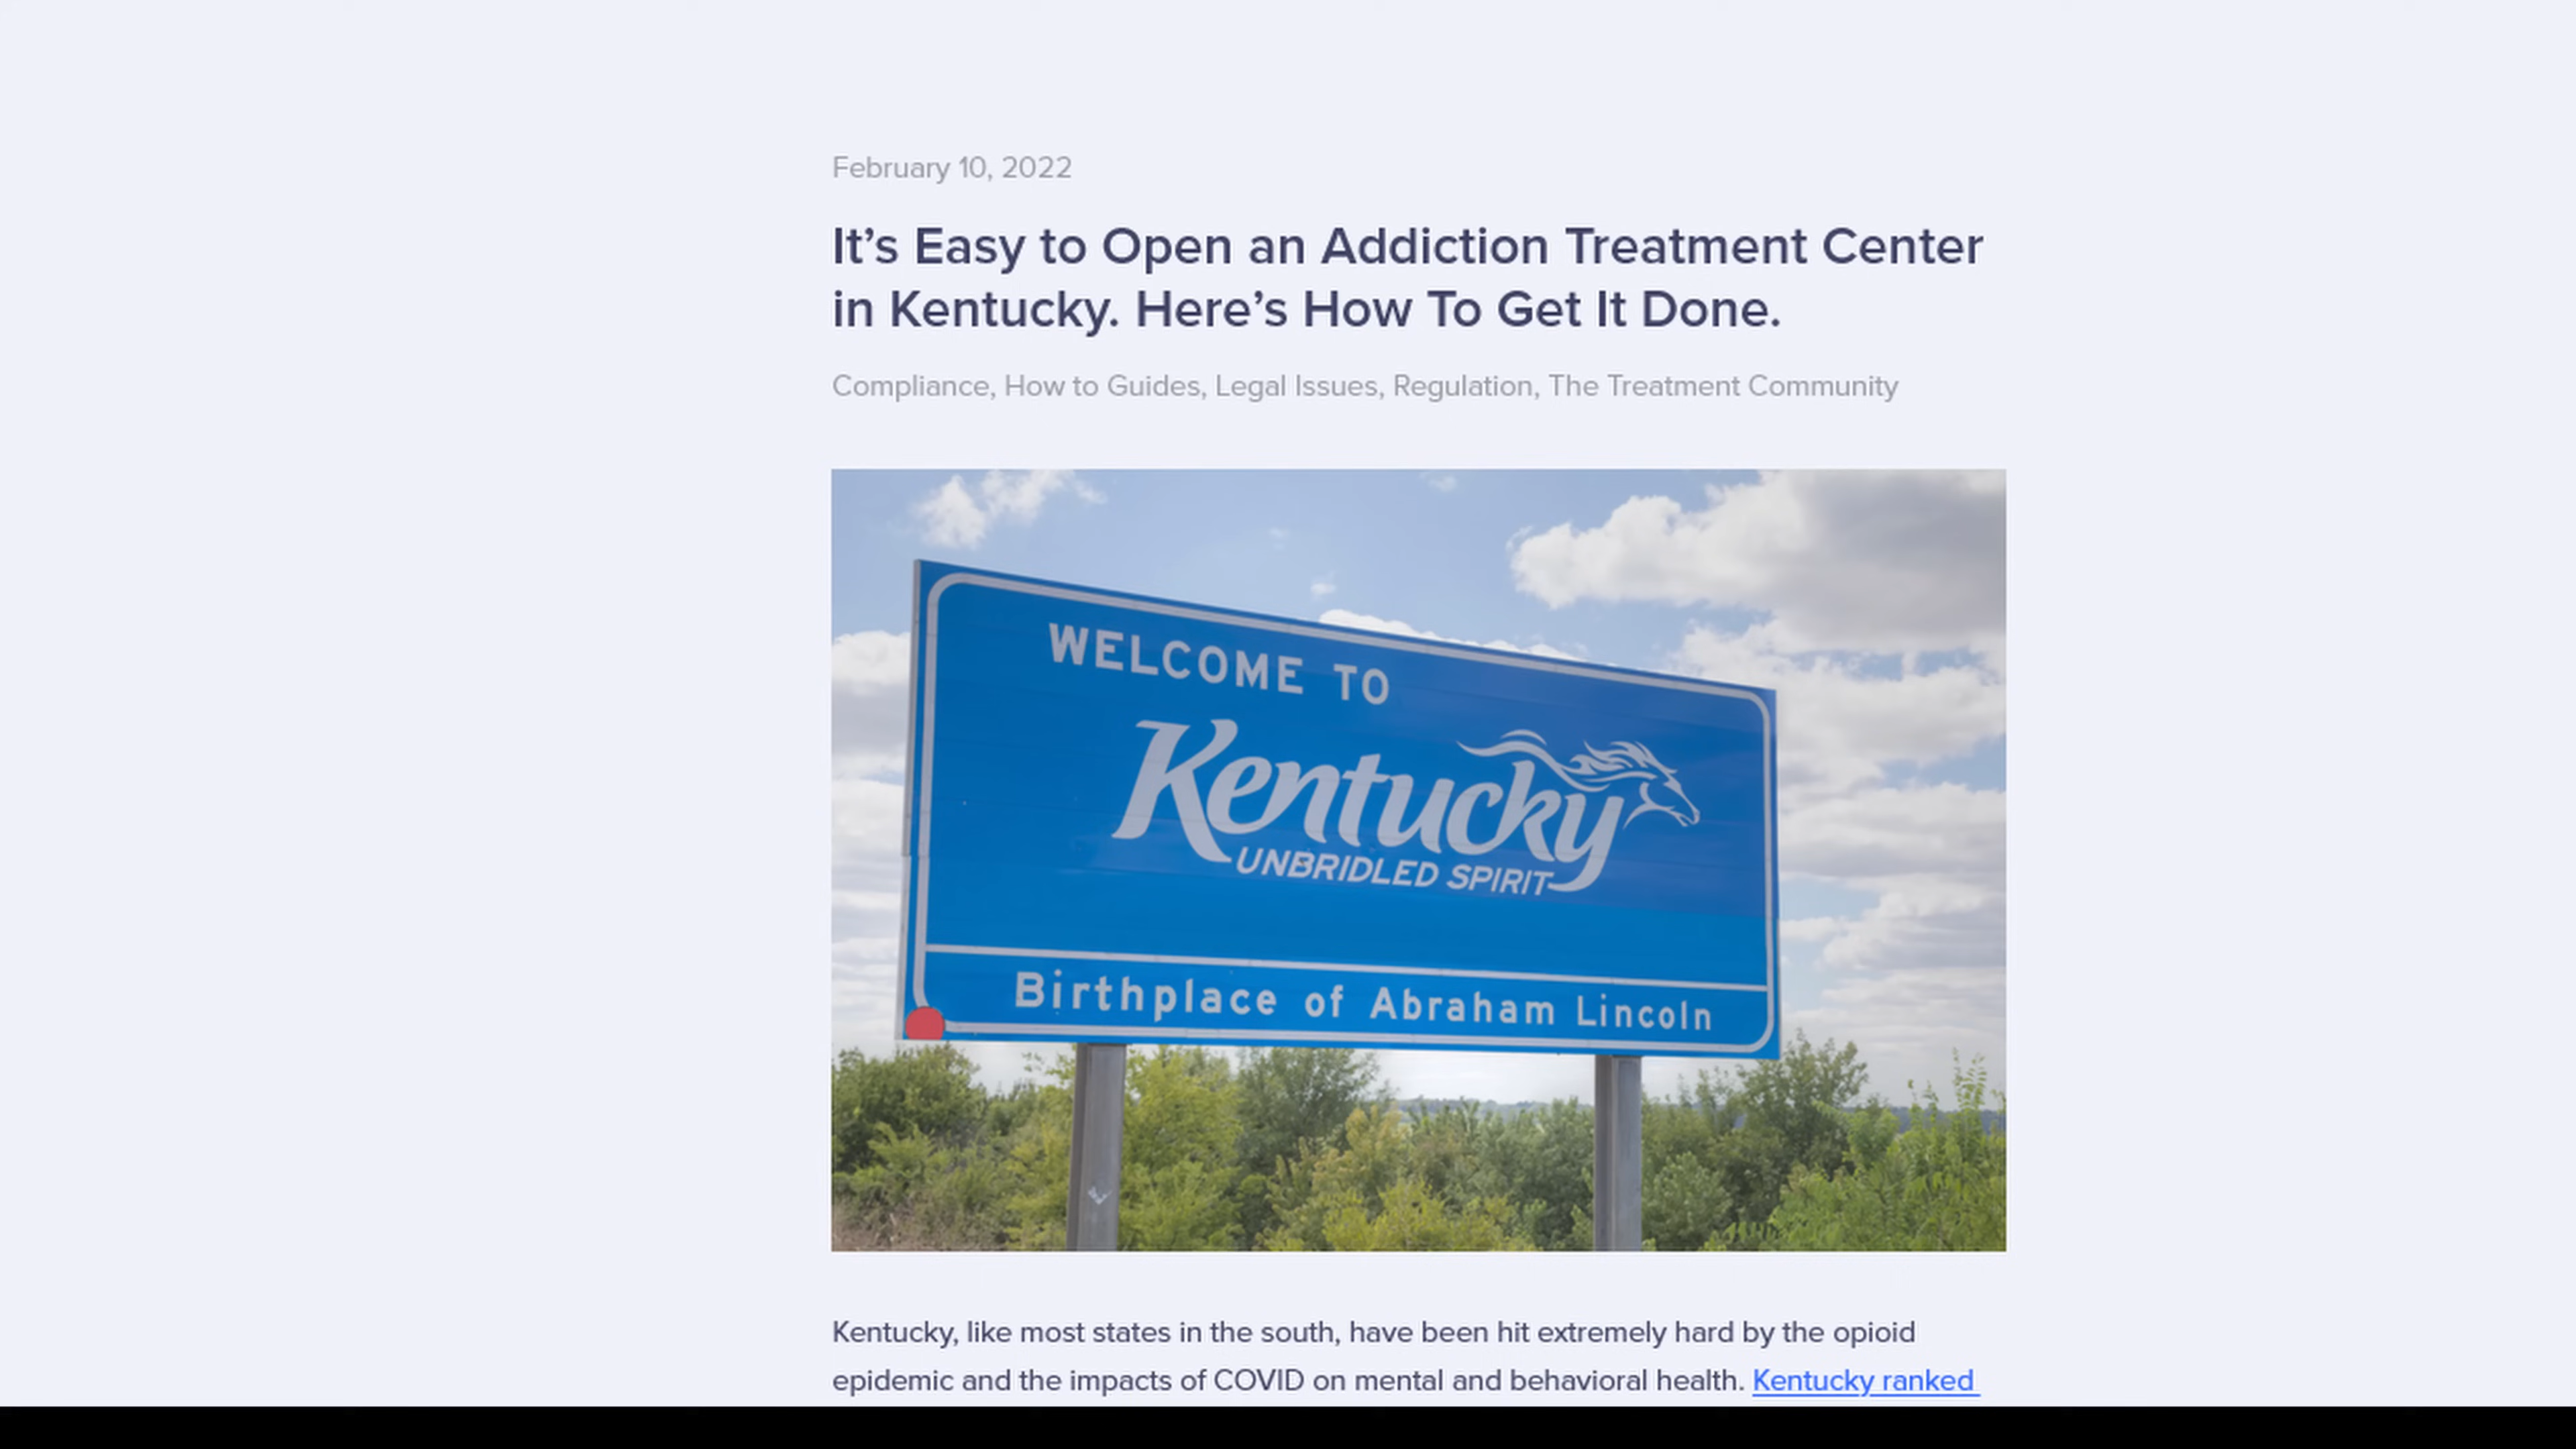 February 10, 2022
It’s Easy to Open an Addiction Treatment Center
in Kentucky. Here’s How To Get It Done.
Compliance, How to Guides, Legal Issues, Regulation, The Treatment Community
WELCOME TO
Kentucky
UNBRIDLED SPIRIT
Birthplace of Abraham Lincoln
Kentucky, like most states in the south, have been hit extremely hard by the opioid
epidemic and the impacts of COVID on mental and behavioral health. Kentucky ranked